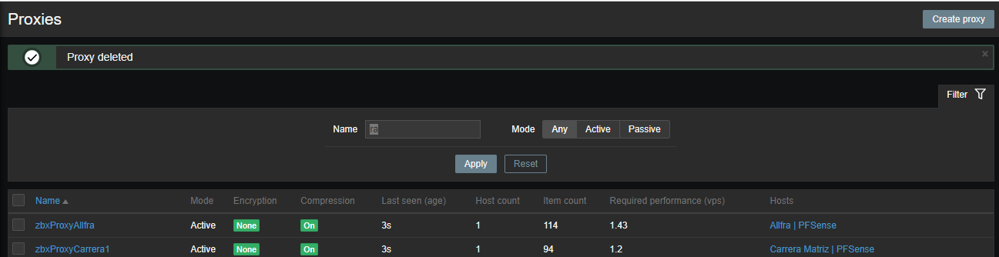 Proxies
Create proxy
Proxy deleted
×
Filter
Name ra Mode Any Active Passive
Apply Reset
Name Mode Encryption Compression Last seen (age) Host count Item count Required performance (vps) Hosts
zbxProxyAllfra Active None On 3s 1 114 1.43 Allfra | PFSense
zbxProxyCarrera1 Active None On 3s 1 94 1.2 Carrera Matriz | PFSense